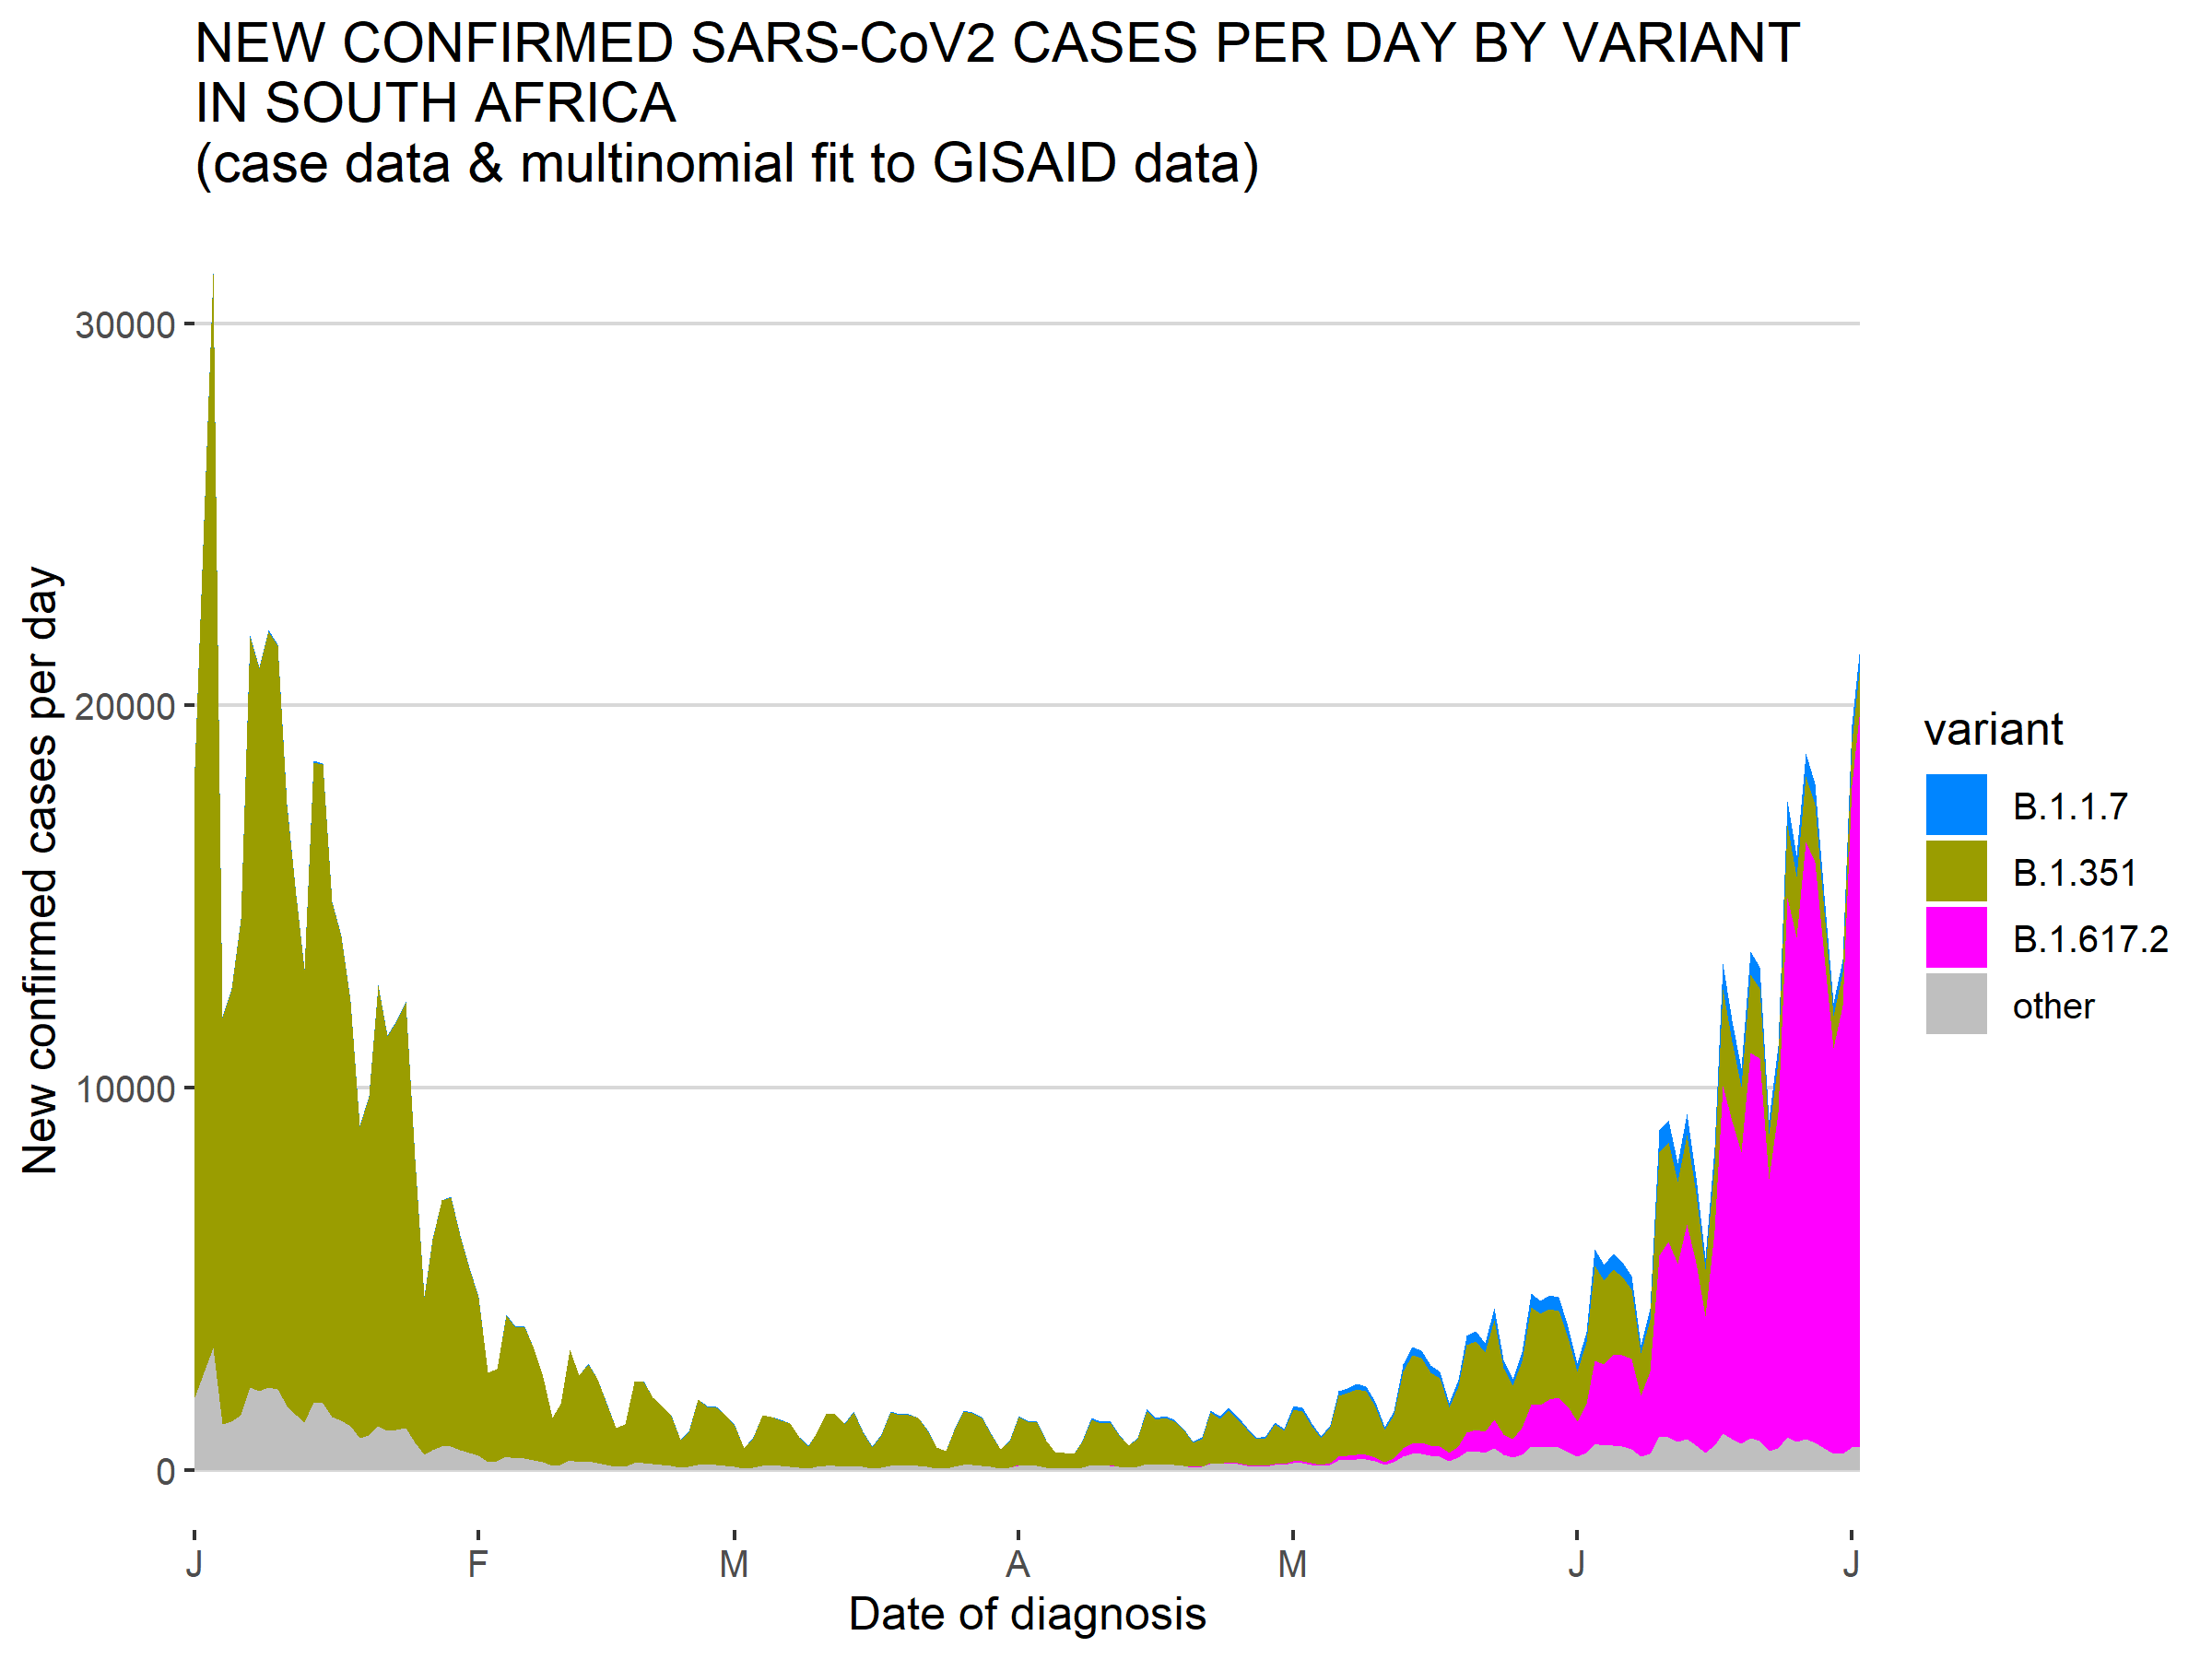 NEW CONFIRMED SARS-CoV2 CASES PER DAY BY VARIANT
IN SOUTH AFRICA
(case data & multinomial fit to GISAID data)
New confirmed cases per day
30000
20000
10000
0
J F M A M J J
Date of diagnosis
variant
B.1.1.7
B.1.351
B.1.617.2
other